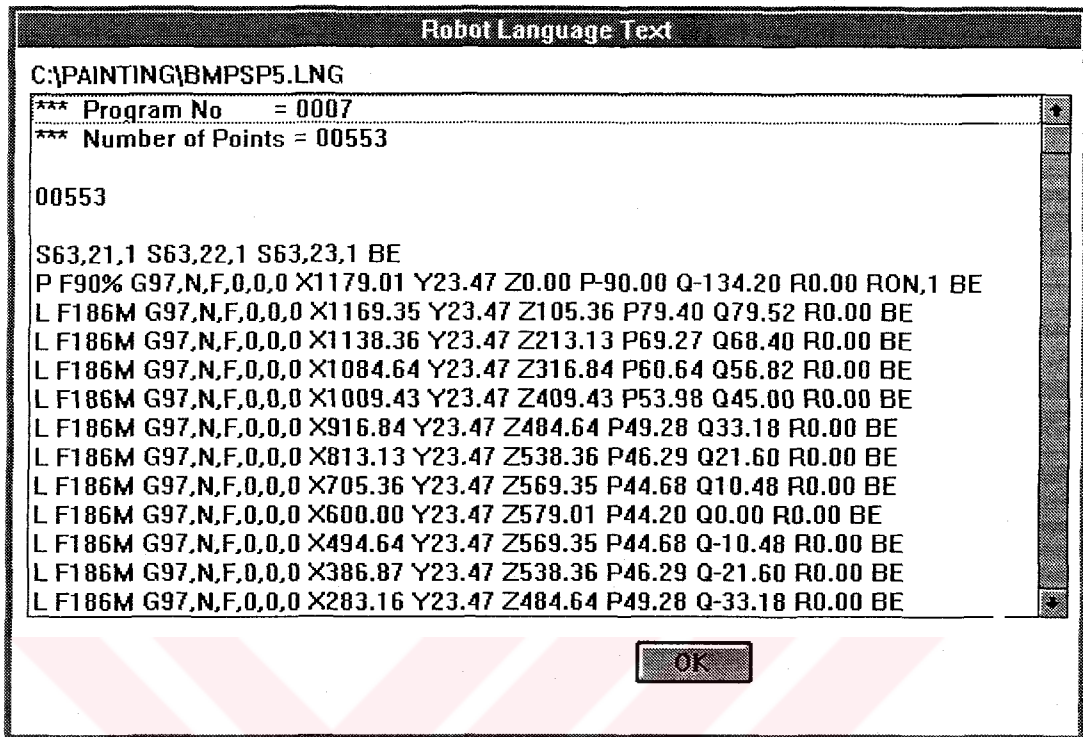 Robot Language Text
C:\PAINTING\BMPSP5.LNG
*** Program No = 0007
*** Number of Points = 00553
00553
S63,21,1 S63,22,1 S63,23,1 BE
P F90% G97,N,F,0,0,0 X1179.01 Y23.47 Z0.00 P-90.00 Q-134.20 R0.00 RON,1 BE
L F186M G97,N,F,0,0,0 X1169.35 Y23.47 Z105.36 P79.40 Q79.52 R0.00 BE
L F186M G97,N,F,0,0,0 X1138.36 Y23.47 Z213.13 P69.27 Q68.40 R0.00 BE
L F186M G97,N,F,0,0,0 X1084.64 Y23.47 Z316.84 P60.64 Q56.82 R0.00 BE
L F186M G97,N,F,0,0,0 X1009.43 Y23.47 Z409.43 P53.98 Q45.00 R0.00 BE
L F186M G97,N,F,0,0,0 X916.84 Y23.47 Z484.64 P49.28 Q33.18 R0.00 BE
L F186M G97,N,F,0,0,0 X813.13 Y23.47 Z538.36 P46.29 Q21.60 R0.00 BE
L F186M G97,N,F,0,0,0 X705.36 Y23.47 Z569.35 P44.68 Q10.48 R0.00 BE
L F186M G97,N,F,0,0,0 X600.00 Y23.47 Z579.01 P44.20 Q0.00 R0.00 BE
L F186M G97,N,F,0,0,0 X494.64 Y23.47 Z569.35 P44.68 Q-10.48 R0.00 BE
L F186M G97,N,F,0,0,0 X386.87 Y23.47 Z538.36 P46.29 Q-21.60 R0.00 BE
L F186M G97,N,F,0,0,0 X283.16 Y23.47 Z484.64 P49.28 Q-33.18 R0.00 BE
OK